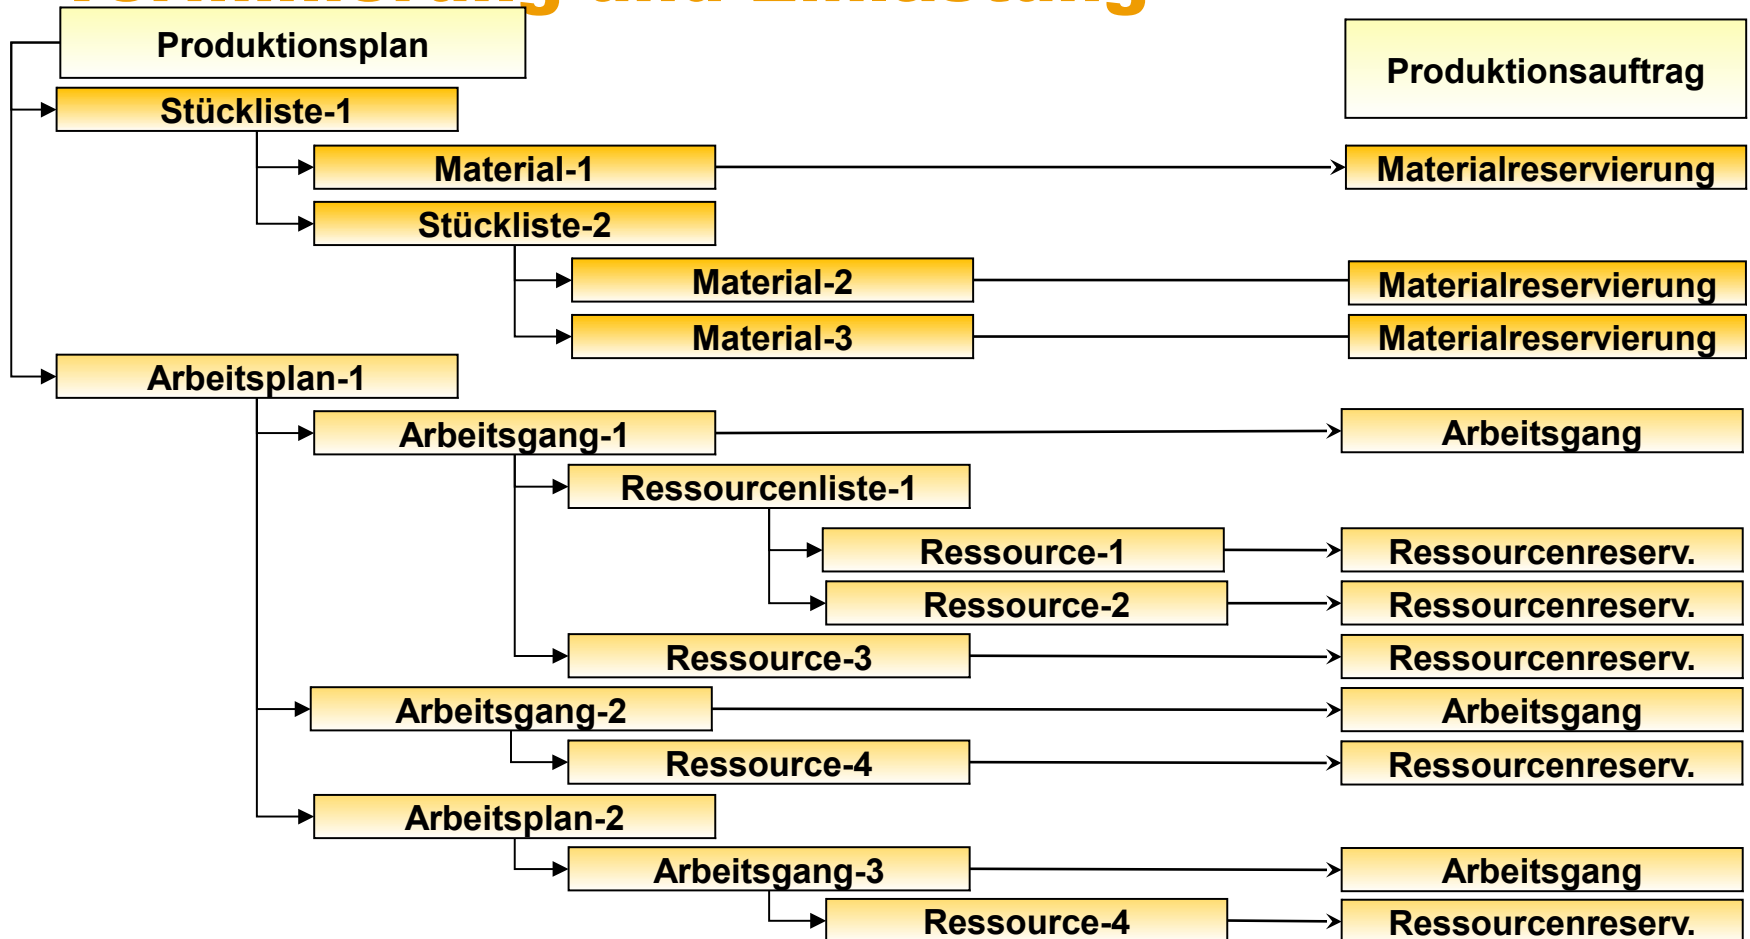 und
Produktionsplan
Produktionsauftrag
Stückliste-1
Material-1
Materialreservierung
Stückliste-2
Material-2
Materialreservierung
Material-3
Materialreservierung
Arbeitsplan-1
Arbeitsgang-1
Arbeitsgang
Ressourcenliste-1
Ressource-1
Ressourcenreserv.
Ressource-2
Ressourcenreserv.
Ressource-3
Ressourcenreserv.
Arbeitsgang-2
Arbeitsgang
Ressource-4
Ressourcenreserv.
Arbeitsplan-2
Arbeitsgang-3
Arbeitsgang
Ressource-4
Ressourcenreserv.